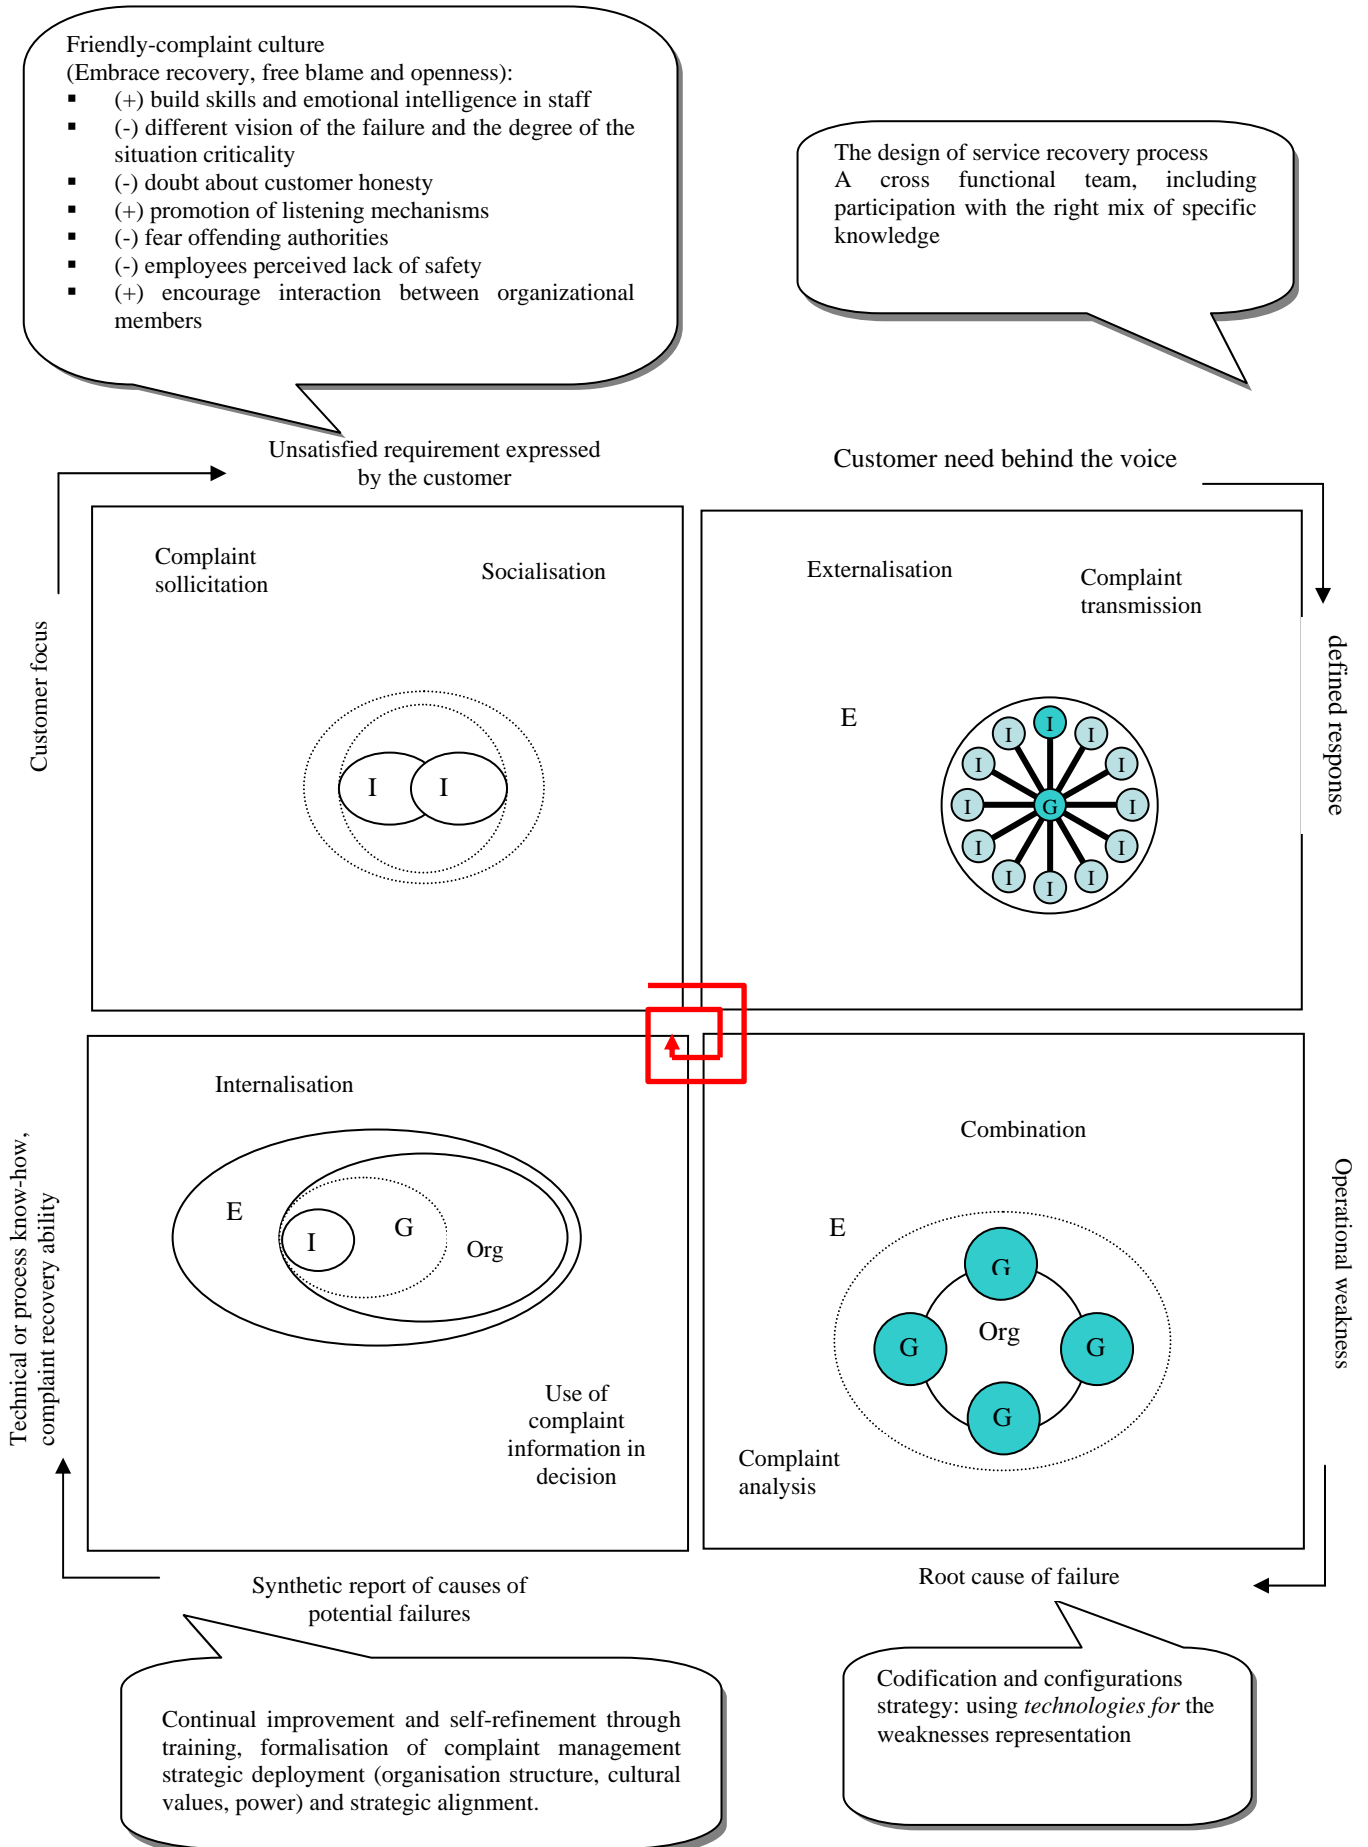 Friendly-complaint culture
(Embrace recovery, free blame and openness):
▪ (+) build skills and emotional intelligence in staff
▪ (-) different vision of the failure and the degree of the
situation criticality
▪ (-) doubt about customer honesty
▪ (+) promotion of listening mechanisms
▪ (-) fear offending authorities
▪ (-) employees perceived lack of safety
▪ (+) encourage interaction between organizational
members
The design of service recovery process
A cross functional team, including
participation with the right mix of specific
knowledge
Unsatisfied requirement expressed
by the customer
Customer need behind the voice
Customer focus
Complaint
sollicitation
Socialisation
I I
Externalisation
Complaint
transmission
E
I
I
I
I
I
I
I
I
I
I
I
I
G
defined response
Technical or process know-how,
complaint recovery ability
Internalisation
E
I
G
Org
Use of
complaint
information in
decision
Combination
E
G
G
Org
G
G
Complaint
analysis
Operational weakness
Synthetic report of causes of
potential failures
Root cause of failure
Continual improvement and self-refinement through
training, formalisation of complaint management
strategic deployment (organisation structure, cultural
values, power) and strategic alignment.
Codification and configurations
strategy: using technologies for the
weaknesses representation